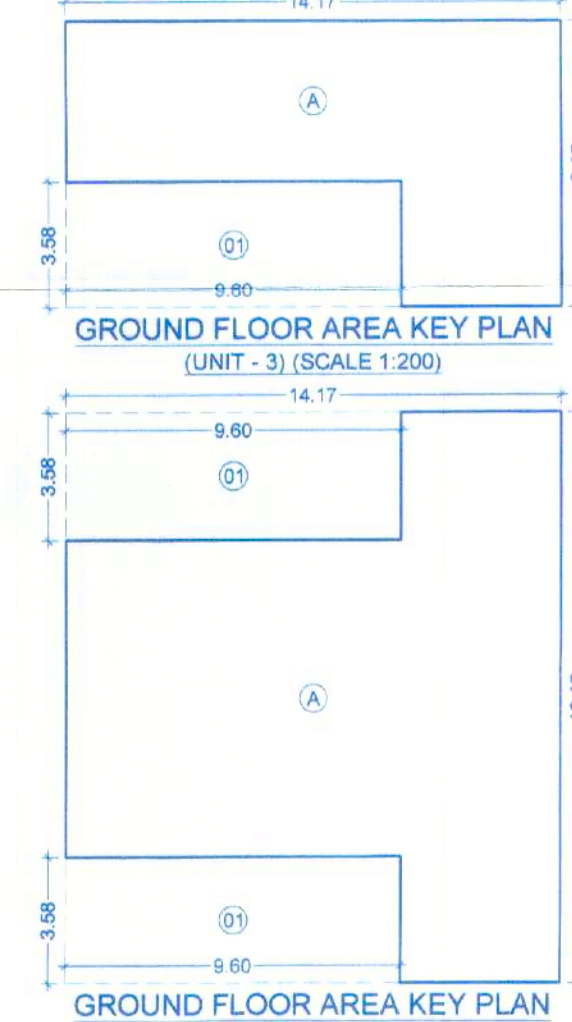 14.17
A
3.58
01
9.60
GROUND FLOOR AREA KEY PLAN
(UNIT - 3) (SCALE 1:200)
14.17
9.60
3.58
01
A
3.58
01
9.60
GROUND FLOOR AREA KEY PLAN